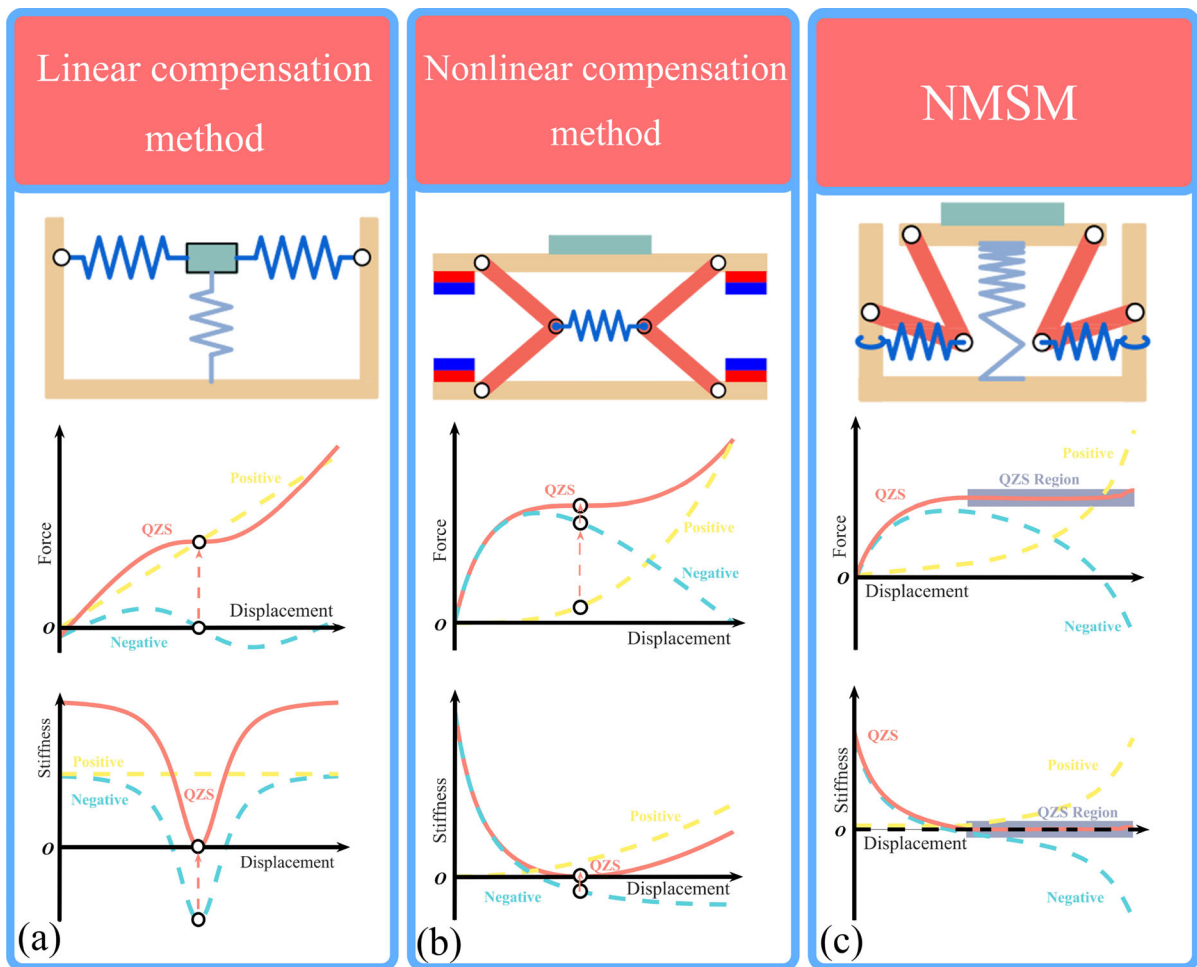 Linear compensation
method
Force
Positive
QZS
Displacement
o
Negative
Stiffness
Positive
Negative
QZS
o
Displacement
(a)
Nonlinear compensation
method
Force
QZS
Positive
Negative
o
Displacement
Stiffness
Positive
QZS
o
Negative
Displacement
(b)
NMSM
Force
Positive
QZS
QZS Region
o
Displacement
Negative
Stiffness
QZS
Positive
QZS Region
o
Displacement
Negative
(c)